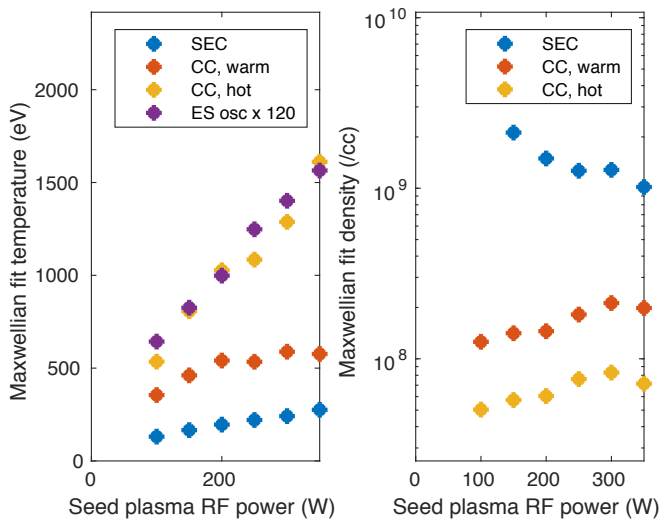 SEC
CC, warm
CC, hot
ES osc x 120
Maxwellian fit temperature (eV)
2000
1500
1000
500
0
0
200
Seed plasma RF power (W)
SEC
CC, warm
CC, hot
Maxwellian fit density (/cc)
10^10
10^9
10^8
0
100
200
300
Seed plasma RF power (W)